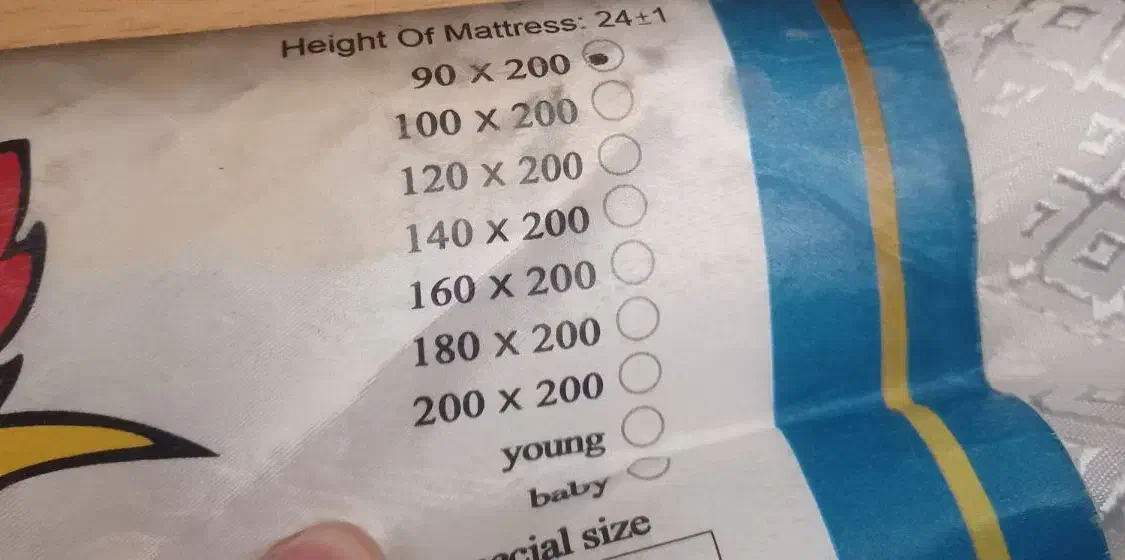 Height Of Mattress: 24±1
90 X 200
100 X 200
120 X 200
140 X 200
160 X 200
180 X 200
200 X 200
young
baby
size